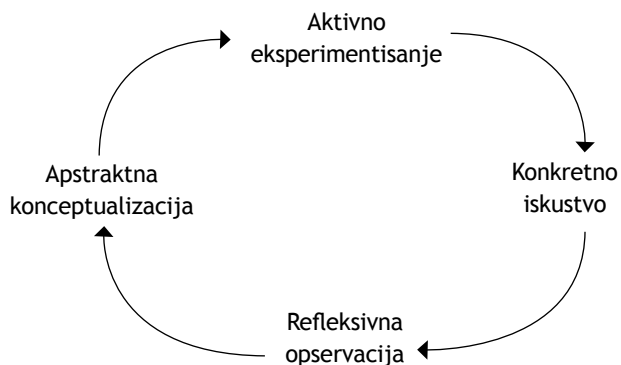 Aktivno
eksperimentisanje
Konkretno
iskustvo
Refleksivna
opservacija
Apstraktna
konceptualizacija